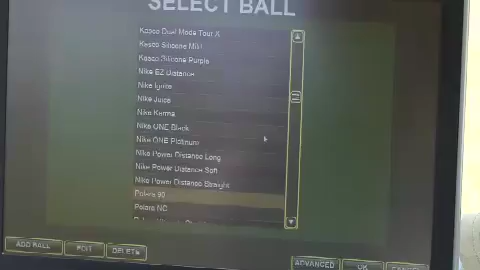 SELECT BALL
Kasco Dual Mode Tour X
Kasco Silicone Mild
Kasco Silicone Purple
Nike EZ Distance
Nike Ignite
Nike Juice
Nike Karma
Nike ONE Black
Nike ONE Platinum
Nike Power Distance Long
Nike Power Distance Soft
Nike Power Distance Straight
Polara 90
Polara NC
ADD BALL
EDIT
DELETE
ADVANCED
OK